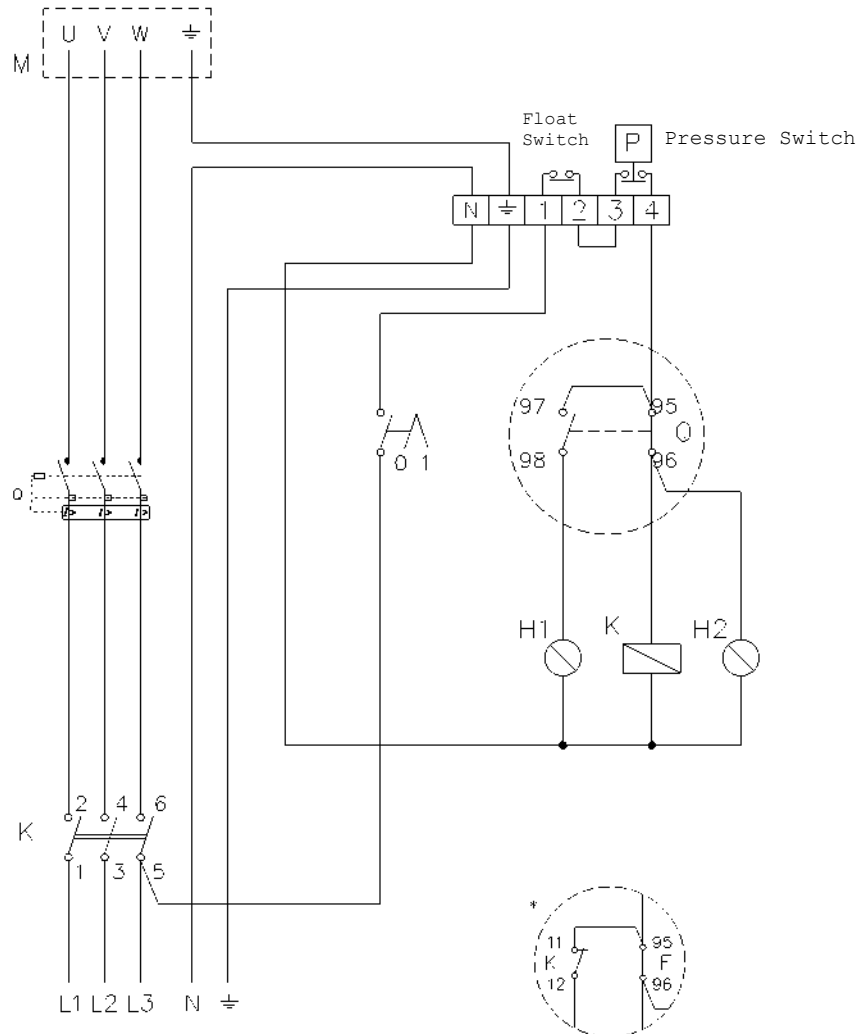 U V W ⏚
M
Float
Switch
P Pressure Switch
N ⏚ 1 2 3 4
97 95
Q
98 96
0 1
Q
I> I> I>
H1 K H2
2 4 6
K
1 3 5
*
11 95
K F
12 96
L1 L2 L3 N ⏚